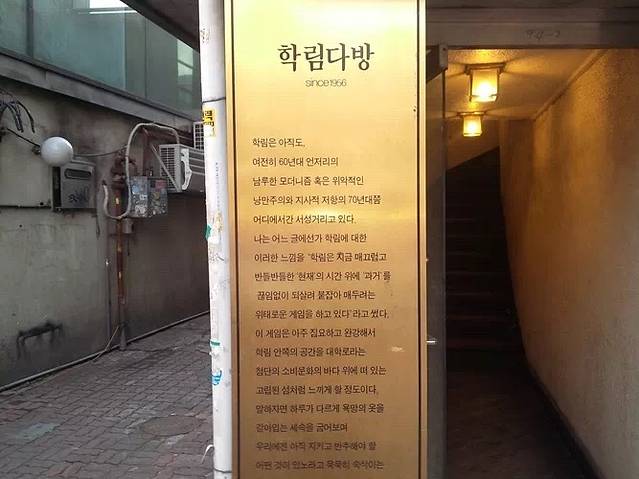 학림다방
since1956
학림은 아직도,
여전히 60년대 언저리의
남루한 모더니즘 혹은 위악적인
낭만주의와 지사적 저항의 70년대쯤
어디에서간 서성거리고 있다.
나는 어느 글에선가 학림에 대한
이러한 느낌을 "학림은 지금 매끄럽고
반들반들한 '현재'의 시간 위에 '과거'를
끊임없이 되살려 붙잡아 매두려는
위태로운 게임을 하고 있다"라고 썼다.
이 게임은 아주 집요하고 완강해서
학림 안쪽의 공간을 대학로라는
첨단의 소비문화의 바다 위에 떠 있는
고립된 섬처럼 느끼게 할 정도이다.
말하자면 하루가 다르게 욕망의 옷을
갈아입는 세속을 굽어보며
우리에겐 아직 지키고 반추해야 할
어떤 것이 있노라고 묵묵히 속삭이는